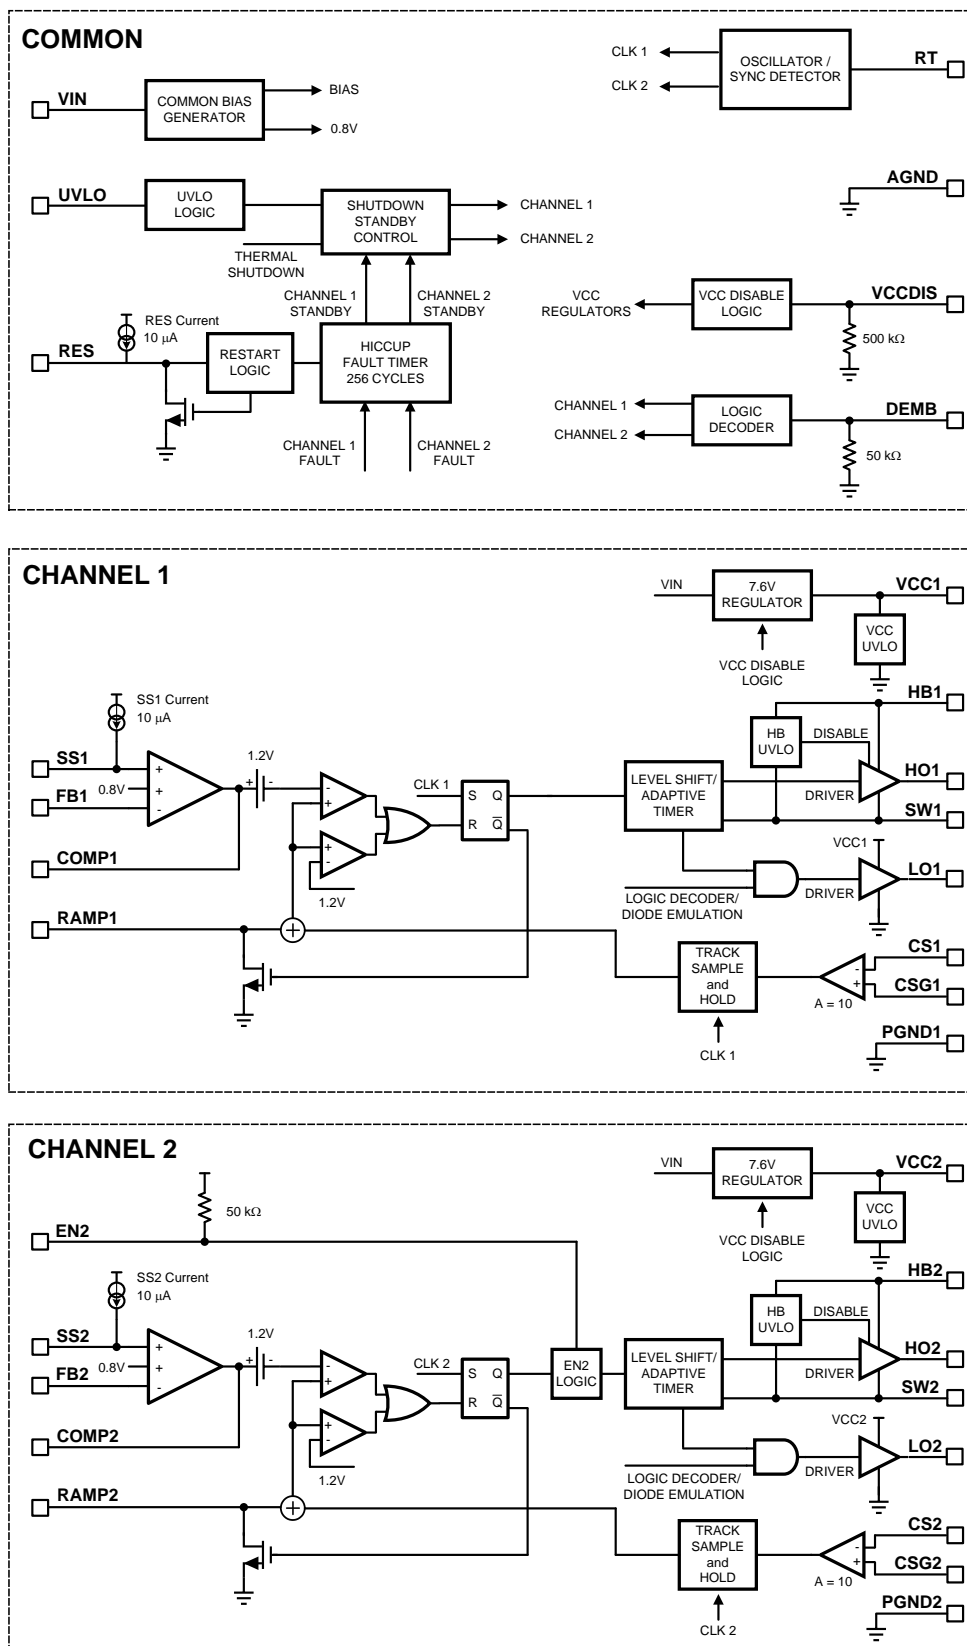 COMMON
CLK 1
CLK 2
OSCILLATOR /
SYNC DETECTOR
RT
VIN
COMMON BIAS
GENERATOR
BIAS
0.8V
UVLO
UVLO
LOGIC
SHUTDOWN
STANDBY
CONTROL
CHANNEL 1
CHANNEL 2
THERMAL
SHUTDOWN
AGND
CHANNEL 1
STANDBY
CHANNEL 2
STANDBY
VCC
REGULATORS
VCC DISABLE
LOGIC
VCCDIS
500 kΩ
RES Current
10 μA
RES
RESTART
LOGIC
HICCUP
FAULT TIMER
256 CYCLES
CHANNEL 1
FAULT
CHANNEL 2
FAULT
CHANNEL 1
CHANNEL 2
LOGIC
DECODER
DEMB
50 kΩ
CHANNEL 1
VIN
7.6V
REGULATOR
VCC1
VCC
UVLO
VCC DISABLE
LOGIC
SS1 Current
10 μA
HB1
HB
UVLO
DISABLE
SS1
0.8V
FB1
+
+
-
1.2V
+ -
-
+
+
-
1.2V
CLK 1
S Q
R Q̅
LEVEL SHIFT/
ADAPTIVE
TIMER
DRIVER
HO1
SW1
COMP1
VCC1
LO1
DRIVER
LOGIC DECODER/
DIODE EMULATION
RAMP1
+
TRACK
SAMPLE
and
HOLD
CLK 1
-
+
A = 10
CS1
CSG1
PGND1
CHANNEL 2
VIN
7.6V
REGULATOR
VCC2
VCC
UVLO
VCC DISABLE
LOGIC
50 kΩ
EN2
SS2 Current
10 μA
HB2
HB
UVLO
DISABLE
SS2
0.8V
FB2
+
+
-
1.2V
+ -
-
+
+
-
1.2V
CLK 2
S Q
R Q̅
EN2
LOGIC
LEVEL SHIFT/
ADAPTIVE
TIMER
DRIVER
HO2
SW2
COMP2
VCC2
LO2
DRIVER
LOGIC DECODER/
DIODE EMULATION
RAMP2
+
TRACK
SAMPLE
and
HOLD
CLK 2
-
+
A = 10
CS2
CSG2
PGND2